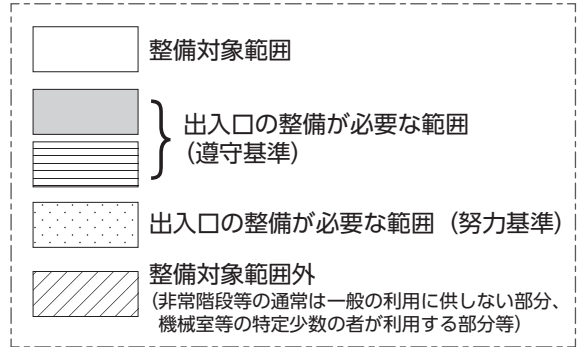 整備対象範囲
出入口の整備が必要な範囲
(遵守基準)
出入口の整備が必要な範囲（努力基準）
整備対象範囲外
(非常階段等の通常は一般の利用に供しない部分、
機械室等の特定少数の者が利用する部分等)